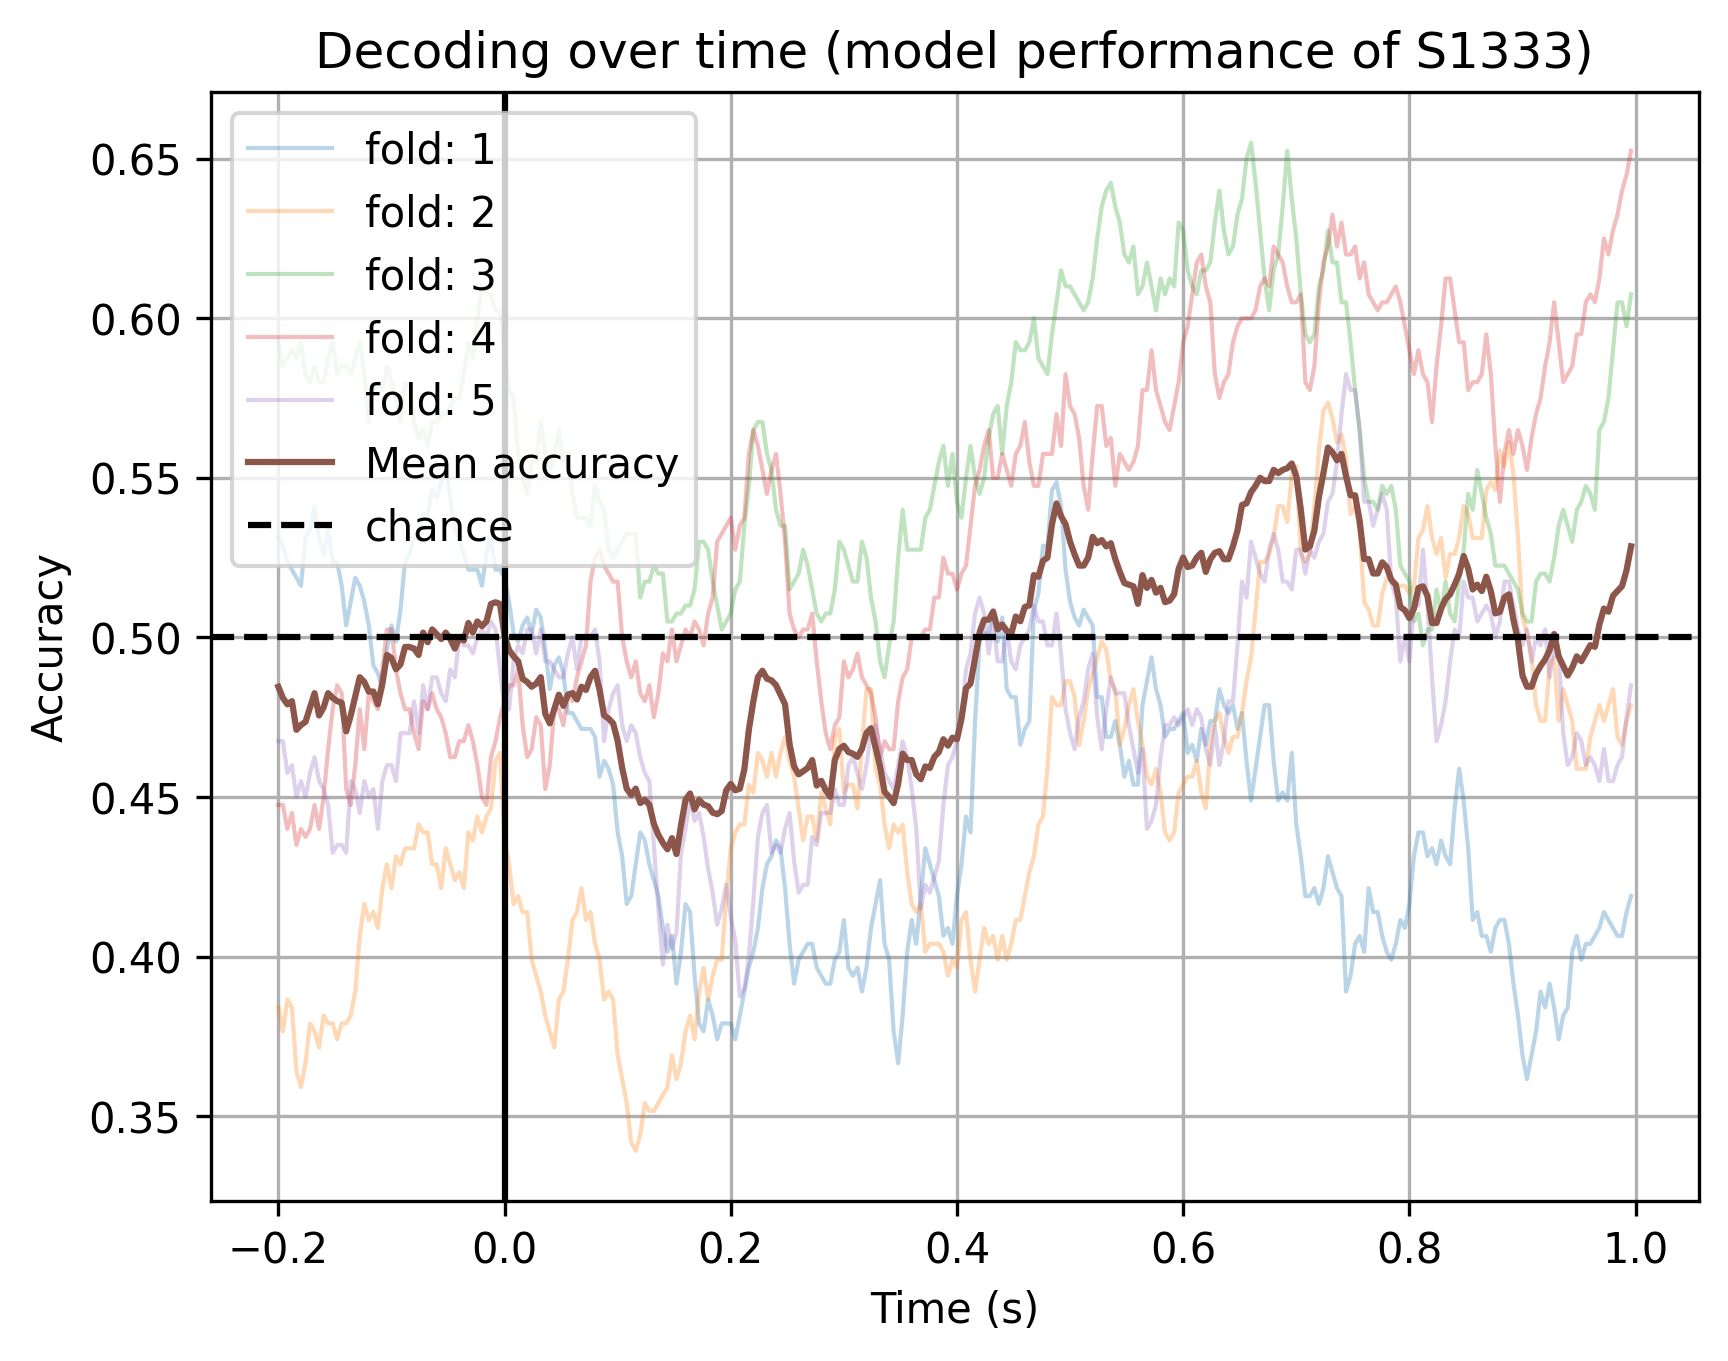 Decoding over time (model performance of S1333)
fold: 1
fold: 2
fold: 3
fold: 4
fold: 5
Mean accuracy
chance
Accuracy
0.65
0.60
0.55
0.50
0.45
0.40
0.35
−0.2 0.0 0.2 0.4 0.6 0.8 1.0
Time (s)